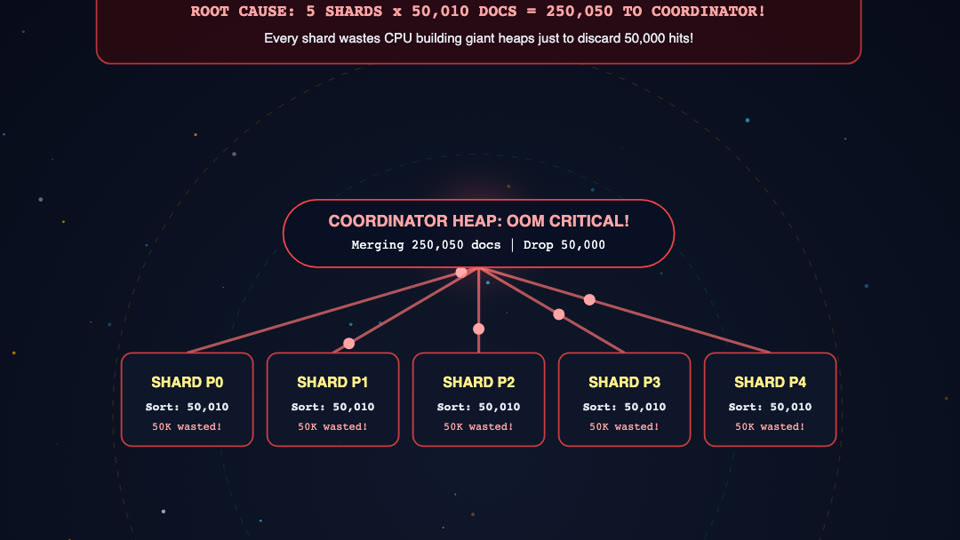 ROOT CAUSE: 5 SHARDS x 50,010 DOCS = 250,050 TO COORDINATOR!
Every shard wastes CPU building giant heaps just to discard 50,000 hits!
COORDINATOR HEAP: OOM CRITICAL!
Merging 250,050 docs | Drop 50,000
SHARD P0
Sort: 50,010
50K wasted!
SHARD P1
Sort: 50,010
50K wasted!
SHARD P2
Sort: 50,010
50K wasted!
SHARD P3
Sort: 50,010
50K wasted!
SHARD P4
Sort: 50,010
50K wasted!